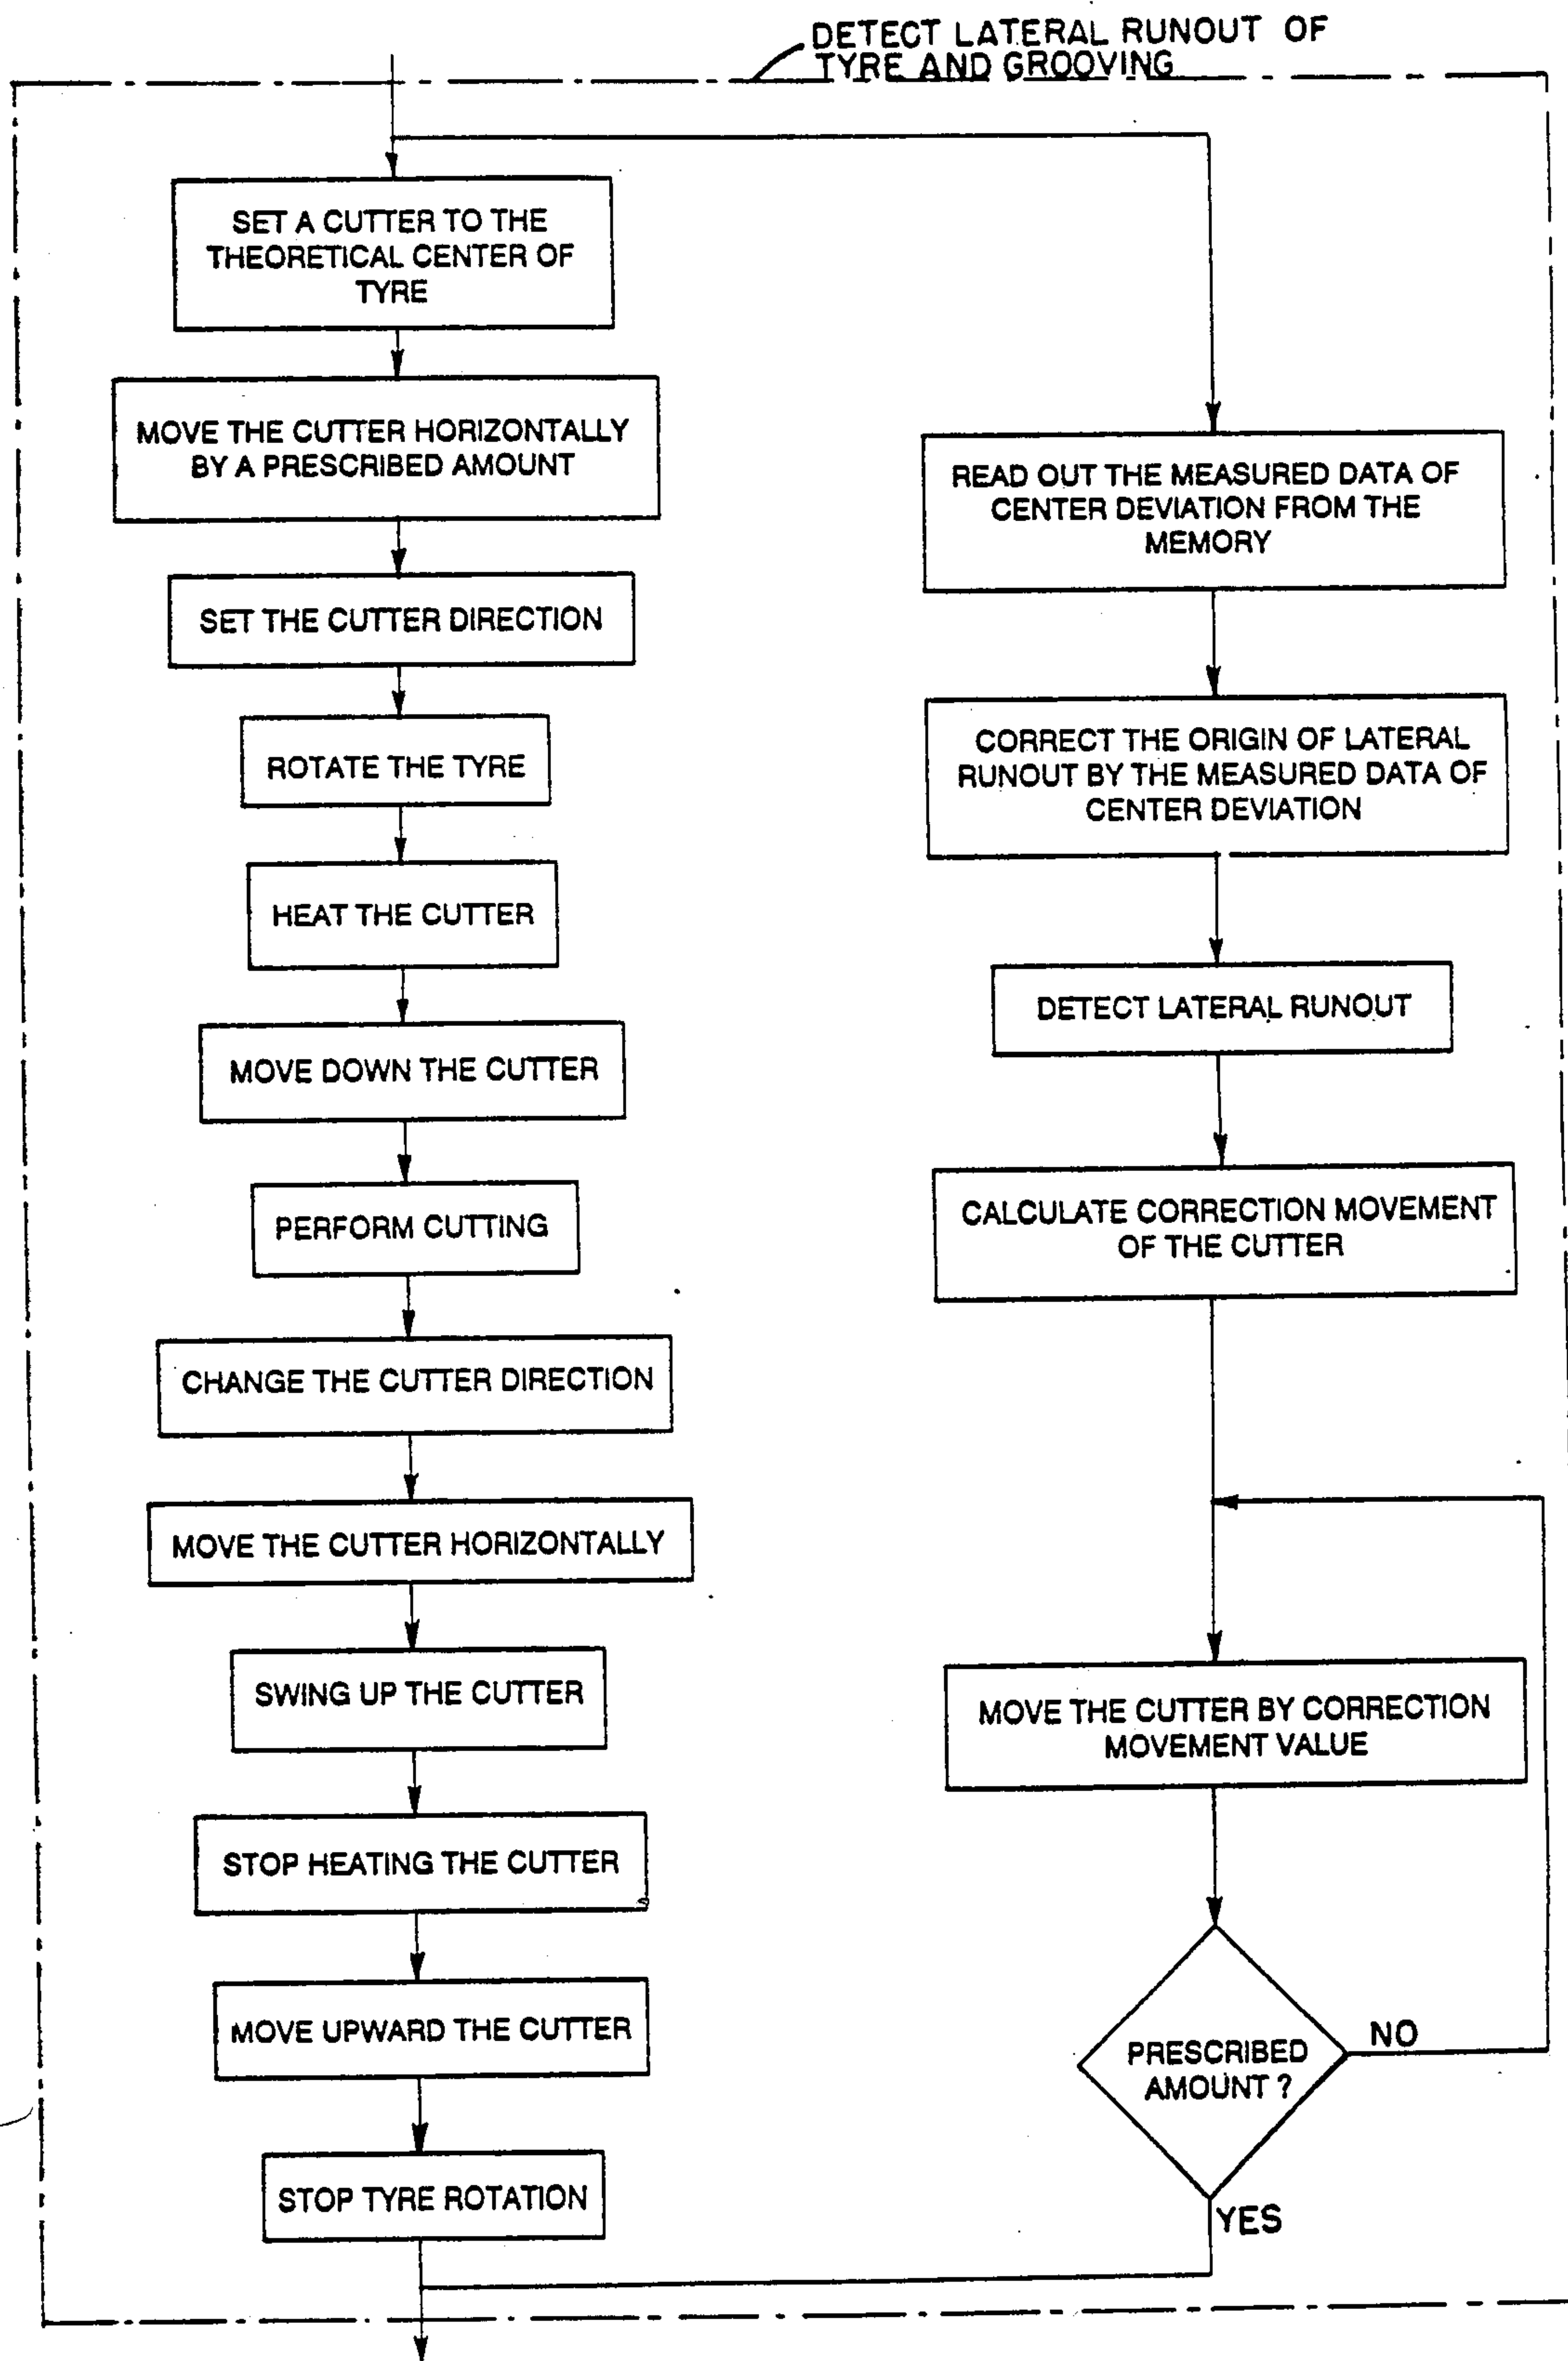 DETECT LATERAL RUNOUT OF
TYRE AND GROOVING
SET A CUTTER TO THE
THEORETICAL CENTER OF
TYRE
MOVE THE CUTTER HORIZONTALLY
BY A PRESCRIBED AMOUNT
SET THE CUTTER DIRECTION
ROTATE THE TYRE
HEAT THE CUTTER
MOVE DOWN THE CUTTER
PERFORM CUTTING
CHANGE THE CUTTER DIRECTION
MOVE THE CUTTER HORIZONTALLY
SWING UP THE CUTTER
STOP HEATING THE CUTTER
MOVE UPWARD THE CUTTER
STOP TYRE ROTATION
READ OUT THE MEASURED DATA OF
CENTER DEVIATION FROM THE
MEMORY
CORRECT THE ORIGIN OF LATERAL
RUNOUT BY THE MEASURED DATA OF
CENTER DEVIATION
DETECT LATERAL RUNOUT
CALCULATE CORRECTION MOVEMENT
OF THE CUTTER
MOVE THE CUTTER BY CORRECTION
MOVEMENT VALUE
PRESCRIBED
AMOUNT ?
NO
YES